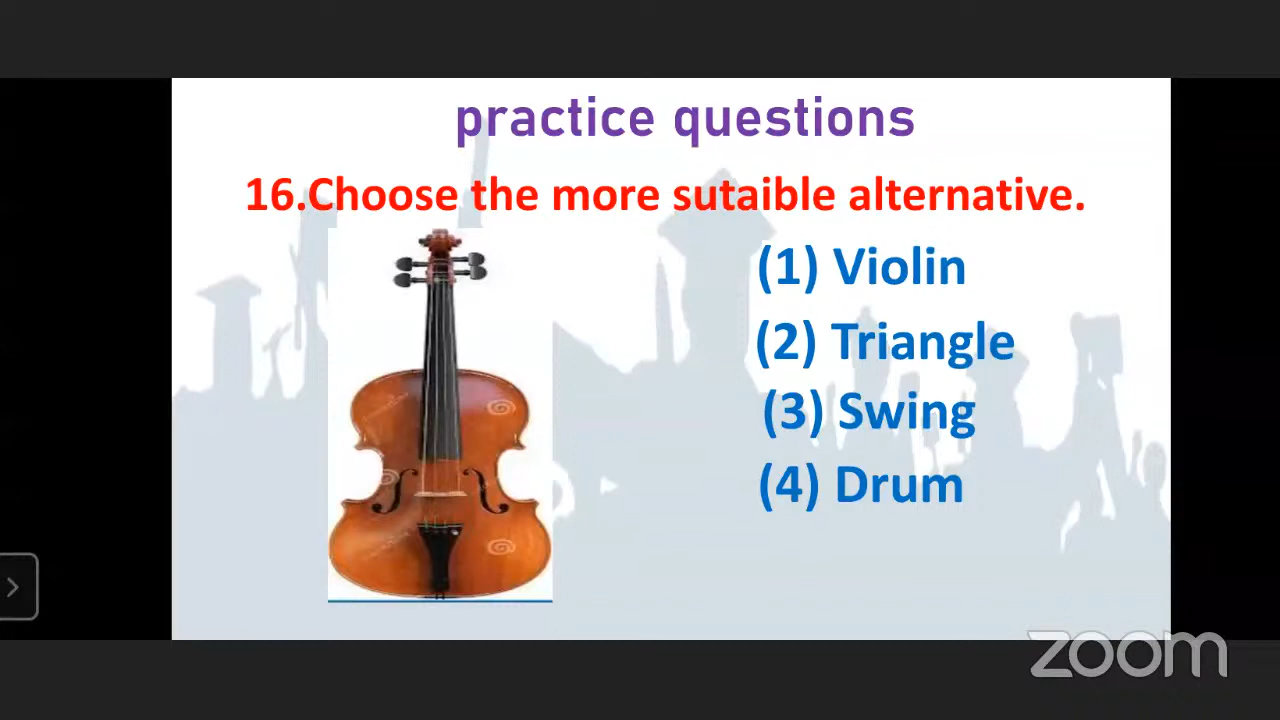 practice questions
16.Choose the more sutaible alternative.
(1) Violin
(2) Triangle
(3) Swing
(4) Drum
zoom